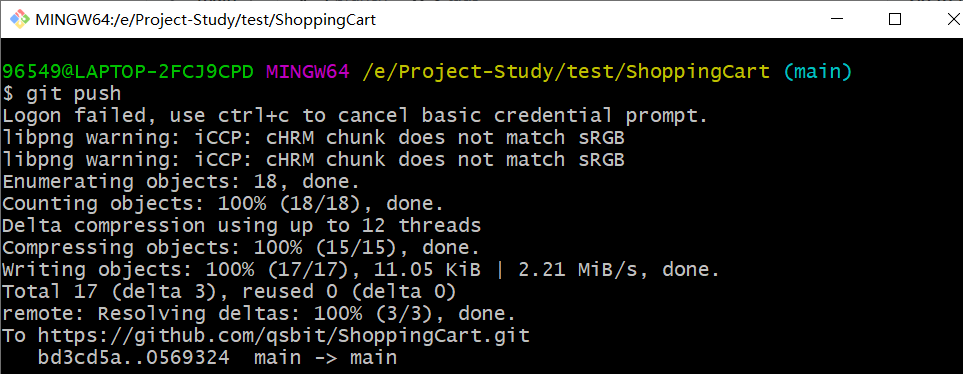 MINGW64:/e/Project-Study/test/ShoppingCart
96549@LAPTOP-2FCJ9CPD MINGW64 /e/Project-Study/test/ShoppingCart (main)
$ git push
Logon failed, use ctrl+c to cancel basic credential prompt.
libpng warning: iCCP: cHRM chunk does not match sRGB
libpng warning: iCCP: cHRM chunk does not match sRGB
Enumerating objects: 18, done.
Counting objects: 100% (18/18), done.
Delta compression using up to 12 threads
Compressing objects: 100% (15/15), done.
Writing objects: 100% (17/17), 11.05 KiB | 2.21 MiB/s, done.
Total 17 (delta 3), reused 0 (delta 0)
remote: Resolving deltas: 100% (3/3), done.
To https://github.com/qsbit/ShoppingCart.git
   bd3cd5a..0569324  main -> main